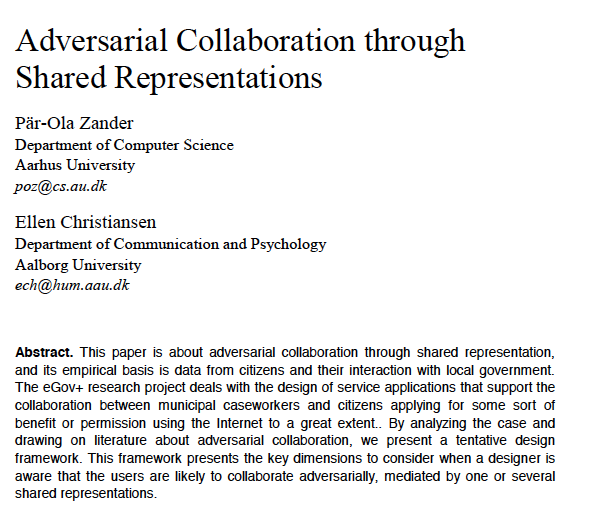 Adversarial Collaboration through
Shared Representations
Pär-Ola Zander
Department of Computer Science
Aarhus University
poz@cs.au.dk
Ellen Christiansen
Department of Communication and Psychology
Aalborg University
ech@hum.aau.dk
Abstract. This paper is about adversarial collaboration through shared representation,
and its empirical basis is data from citizens and their interaction with local government.
The eGov+ research project deals with the design of service applications that support the
collaboration between municipal caseworkers and citizens applying for some sort of
benefit or permission using the Internet to a great extent.. By analyzing the case and
drawing on literature about adversarial collaboration, we present a tentative design
framework. This framework presents the key dimensions to consider when a designer is
aware that the users are likely to collaborate adversarially, mediated by one or several
shared representations.